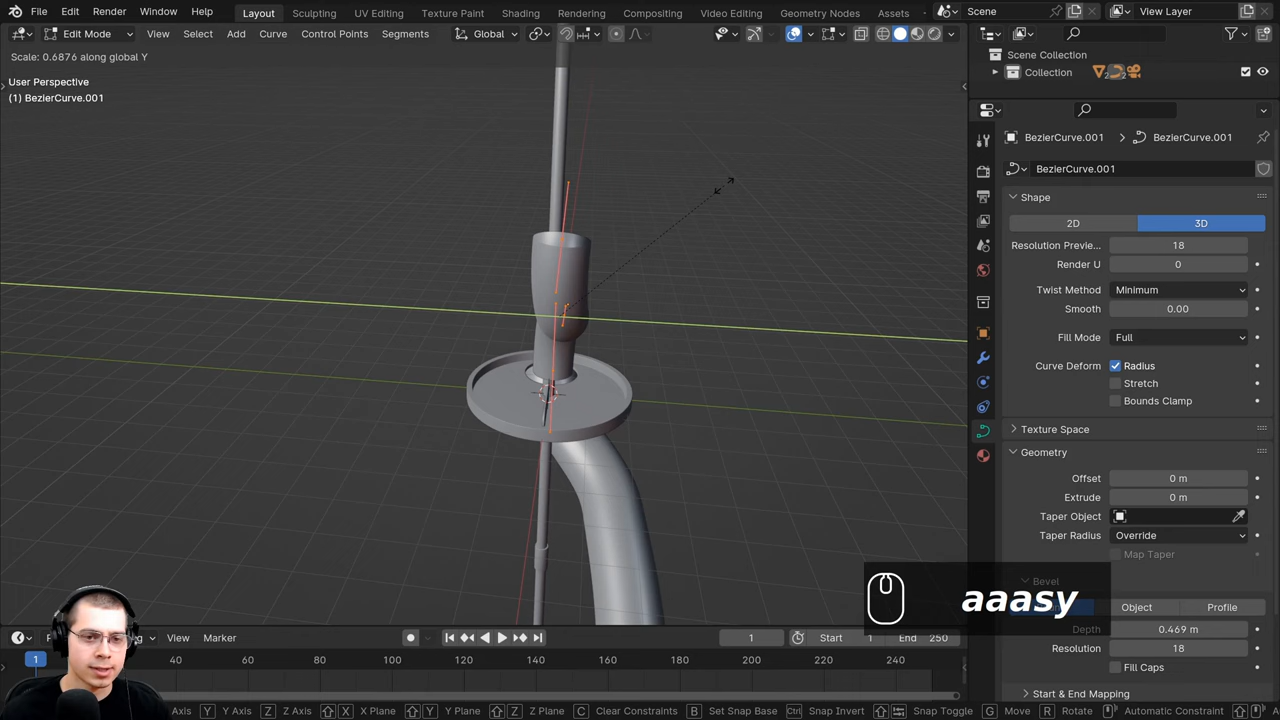 File Edit Render Window Help Layout Sculpting UV Editing Texture Paint Shading Rendering Compositing Video Editing Geometry Nodes Assets Scene View Layer
Edit Mode View Select Add Curve Control Points Segments Global
Scale: 0.6876 along global Y
User Perspective
(1) BezierCurve.001
Scene Collection
Collection
BezierCurve.001 BezierCurve.001
BezierCurve.001
Shape
2D 3D
Resolution Previe... 18
Render U 0
Twist Method Minimum
Smooth 0.00
Fill Mode Full
Curve Deform Radius
Stretch
Bounds Clamp
Texture Space
Geometry
Offset 0 m
Extrude 0 m
Taper Object
Taper Radius Override
Map Taper
Bevel
Object Profile
Depth 0.469 m
Resolution 18
Fill Caps
Start & End Mapping
aaasy
View Marker 1 Start 1 End 250
1 40 60 80 100 120 140 160 180 200 220 240
Axis Y Y Axis Z Z Axis X X Plane Y Y Plane Z Z Plane C Clear Constraints B Set Snap Base Ctrl Snap Invert Snap Toggle G Move R Rotate Automatic Constraint